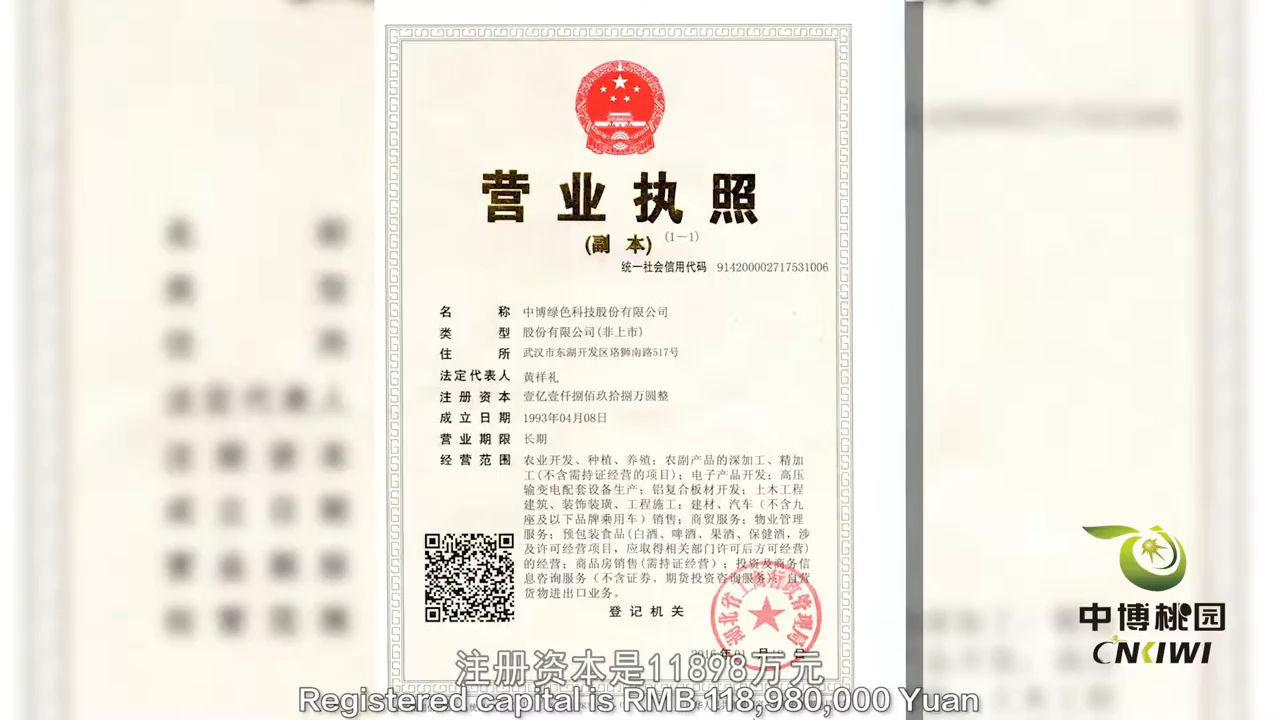 营业执照
(副 本) (1-1)
统一社会信用代码 914200002717531006
名 称 中博绿色科技股份有限公司
类 型 股份有限公司(非上市)
住 所 武汉市东湖开发区珞狮南路517号
法定代表人 黄祥礼
注册资本 壹亿壹仟捌佰玖拾捌万圆整
成立日期 1993年04月08日
营业期限 长期
经营范围 农业开发、种植、养殖；农副产品的深加工、精加
工(不含需持证经营的项目)；电子产品开发；高压
输变电配套设备生产；铝复合板材开发；土木工程
建筑、装饰装璜、工程施工；建材、汽车（不含九
座及以下品牌乘用车）销售；商贸服务；物业管理
服务；预包装食品(白酒、啤酒、果酒、保健酒，涉
及许可经营项目，应取得相关部门许可后方可经营)
的经营；商品房销售(需持证经营）；投资及商务信
息咨询服务（不含证券、期货投资咨询服务)；自营
货物进出口业务。
登记机关
湖北省工商行政管理局
注册资本是11898万元
Registered capital is RMB 118,980,000 Yuan
中博桃园
CNKIWI